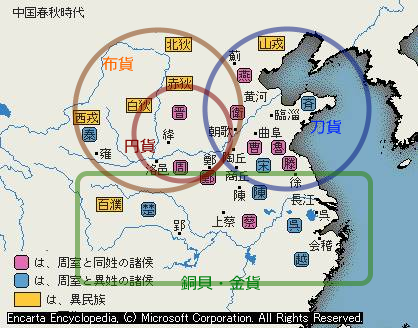 中国春秋時代
北狄
山戎
薊
布貨
燕
赤狄
黄河
斉
白狄
晋
衛
臨淄
西戎
朝歌
刀貨
秦
絳
曲阜
円貨
曹
魯
雍
鄭
陶丘
洛邑
周
宋
滕
鄭
商丘
徐
百濮
楚
陳
陳
長江
郢
上蔡
蔡
呉
呉
会稽
越
銅貝・金貨
は、周室と同姓の諸侯
は、周室と異姓の諸侯
は、異民族
Encarta Encyclopedia, (c) Microsoft Corporation. All Rights Reserved.